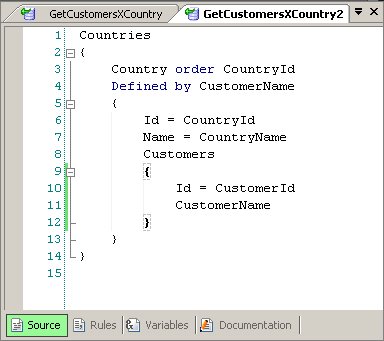 GetCustomersXCountry GetCustomersXCountry2
1 Countries
2 {
3 Country order CountryId
4 Defined by CustomerName
5 {
6 Id = CountryId
7 Name = CountryName
8 Customers
9 {
10 Id = CustomerId
11 CustomerName
12 }
13 }
14 }
15
Source Rules Variables Documentation